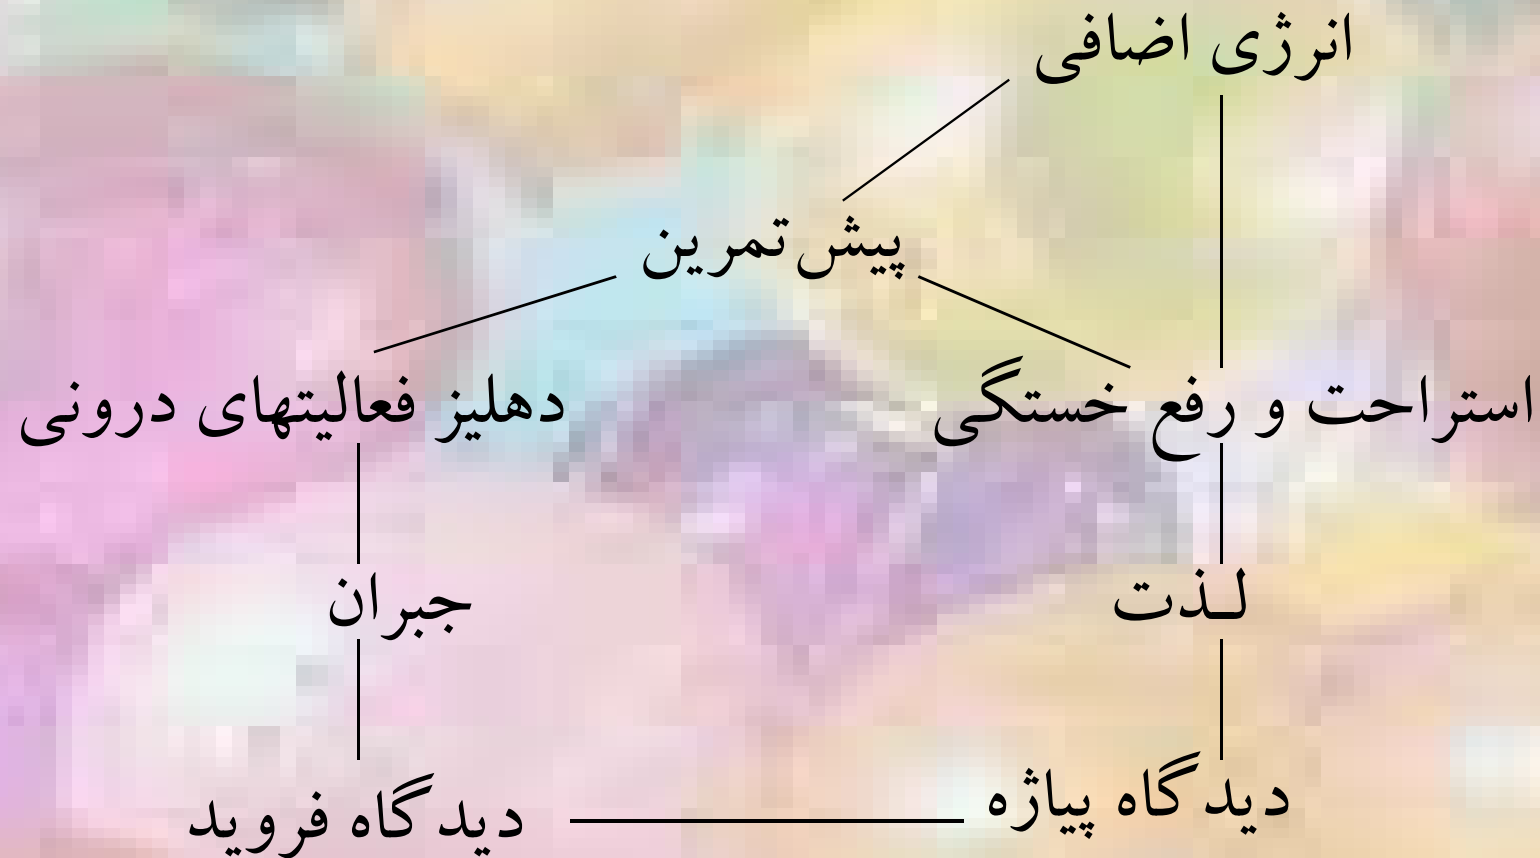 انرژی اضافی
پیش تمرین
استراحت و رفع خستگی
دهلیز فعالیتهای درونی
لـذت
جبران
دیدگاه پیاژه
دیدگاه فروید